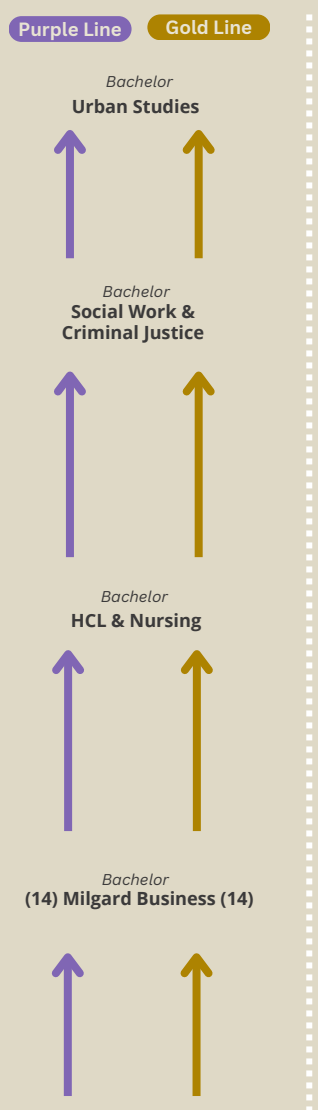 Purple Line
Gold Line
Bachelor
Urban Studies
Bachelor
Social Work &
Criminal Justice
Bachelor
HCL & Nursing
Bachelor
(14) Milgard Business (14)